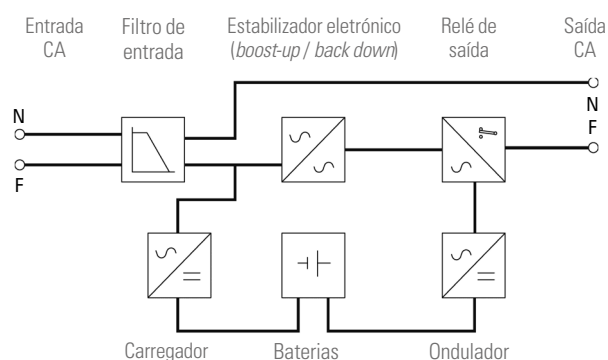 Entrada
CA
Filtro de
entrada
Estabilizador eletrónico
(boost-up / back down)
Relé de
saída
Saída
CA
N
F
N
F
Carregador
Baterias
Ondulador